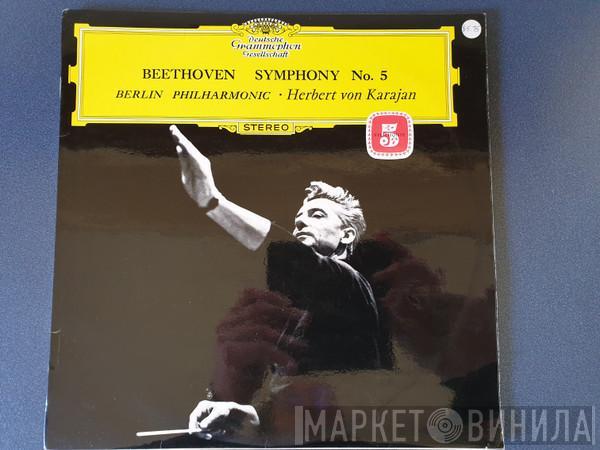 Deutsche
Grammophon
Gesellschaft
BEETHOVEN SYMPHONY No. 5
BERLIN PHILHARMONIC · Herbert von Karajan
STEREO
5
МАРКЕТ ВИНИЛА